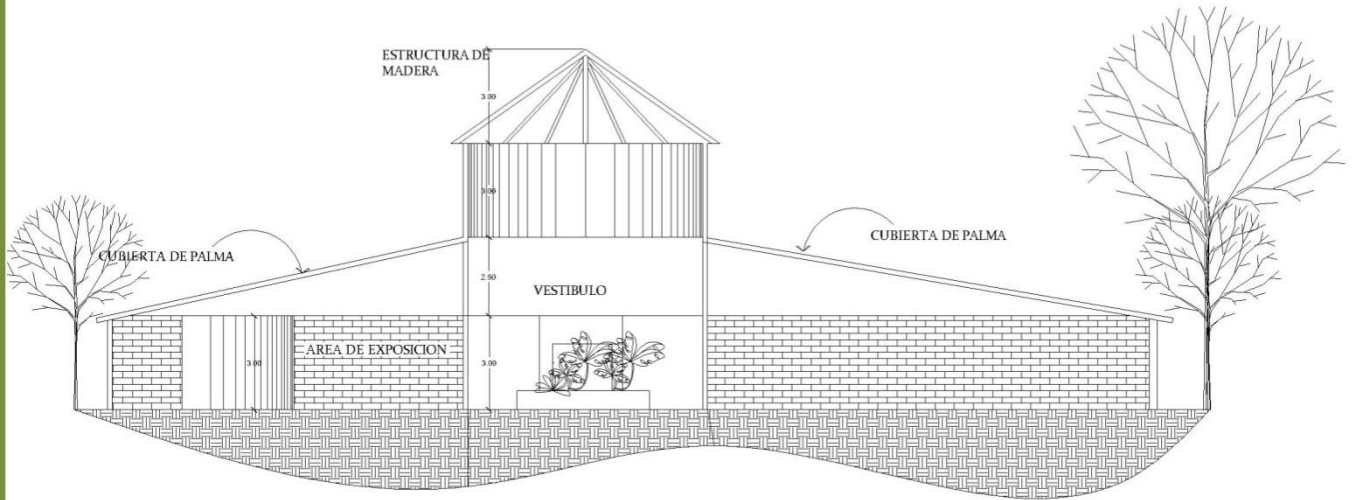 ESTRUCTURA DE
MADERA
3.00
3.00
CUBIERTA DE PALMA
CUBIERTA DE PALMA
2.50
VESTIBULO
AREA DE EXPOSICION
3.00
3.00